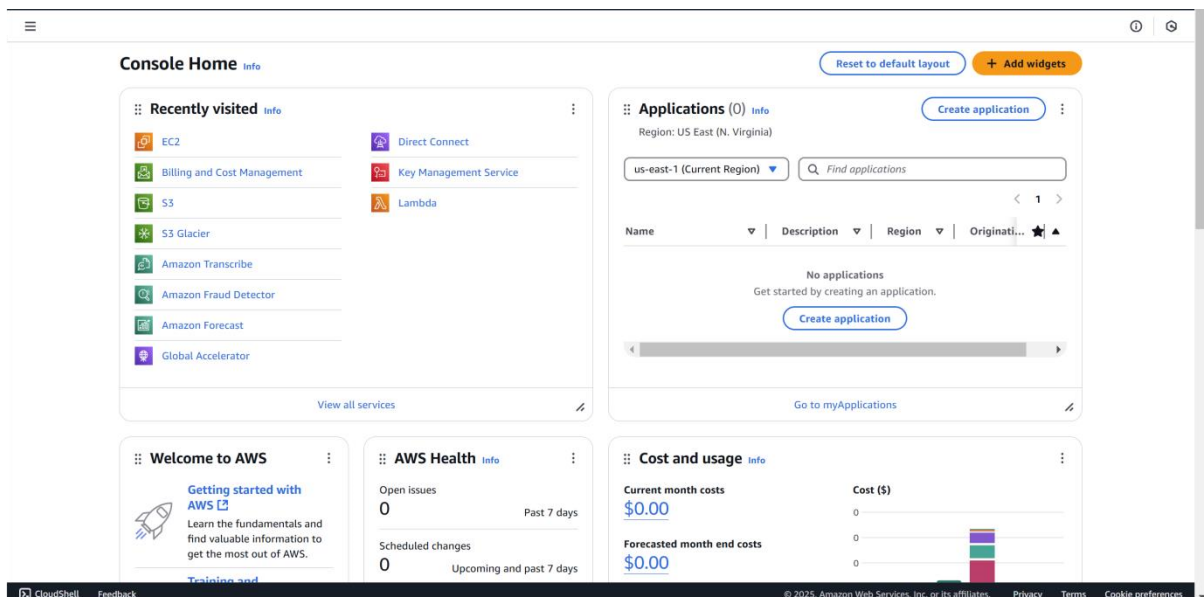 Console Home Info
Reset to default layout
+ Add widgets
Recently visited Info
EC2
Billing and Cost Management
S3
S3 Glacier
Amazon Transcribe
Amazon Fraud Detector
Amazon Forecast
Global Accelerator
Direct Connect
Key Management Service
Lambda
View all services
Applications (0) Info
Create application
Region: US East (N. Virginia)
us-east-1 (Current Region)
Find applications
1
Name Description Region Originati...
No applications
Get started by creating an application.
Create application
Go to myApplications
Welcome to AWS
Getting started with
AWS
Learn the fundamentals and
find valuable information to
get the most out of AWS.
Training and
AWS Health Info
Open issues
0 Past 7 days
Scheduled changes
0 Upcoming and past 7 days
Cost and usage Info
Current month costs
$0.00
Forecasted month end costs
$0.00
Cost ($)
0
0
0
CloudShell Feedback © 2025, Amazon Web Services, Inc. or its affiliates. Privacy Terms Cookie preferences